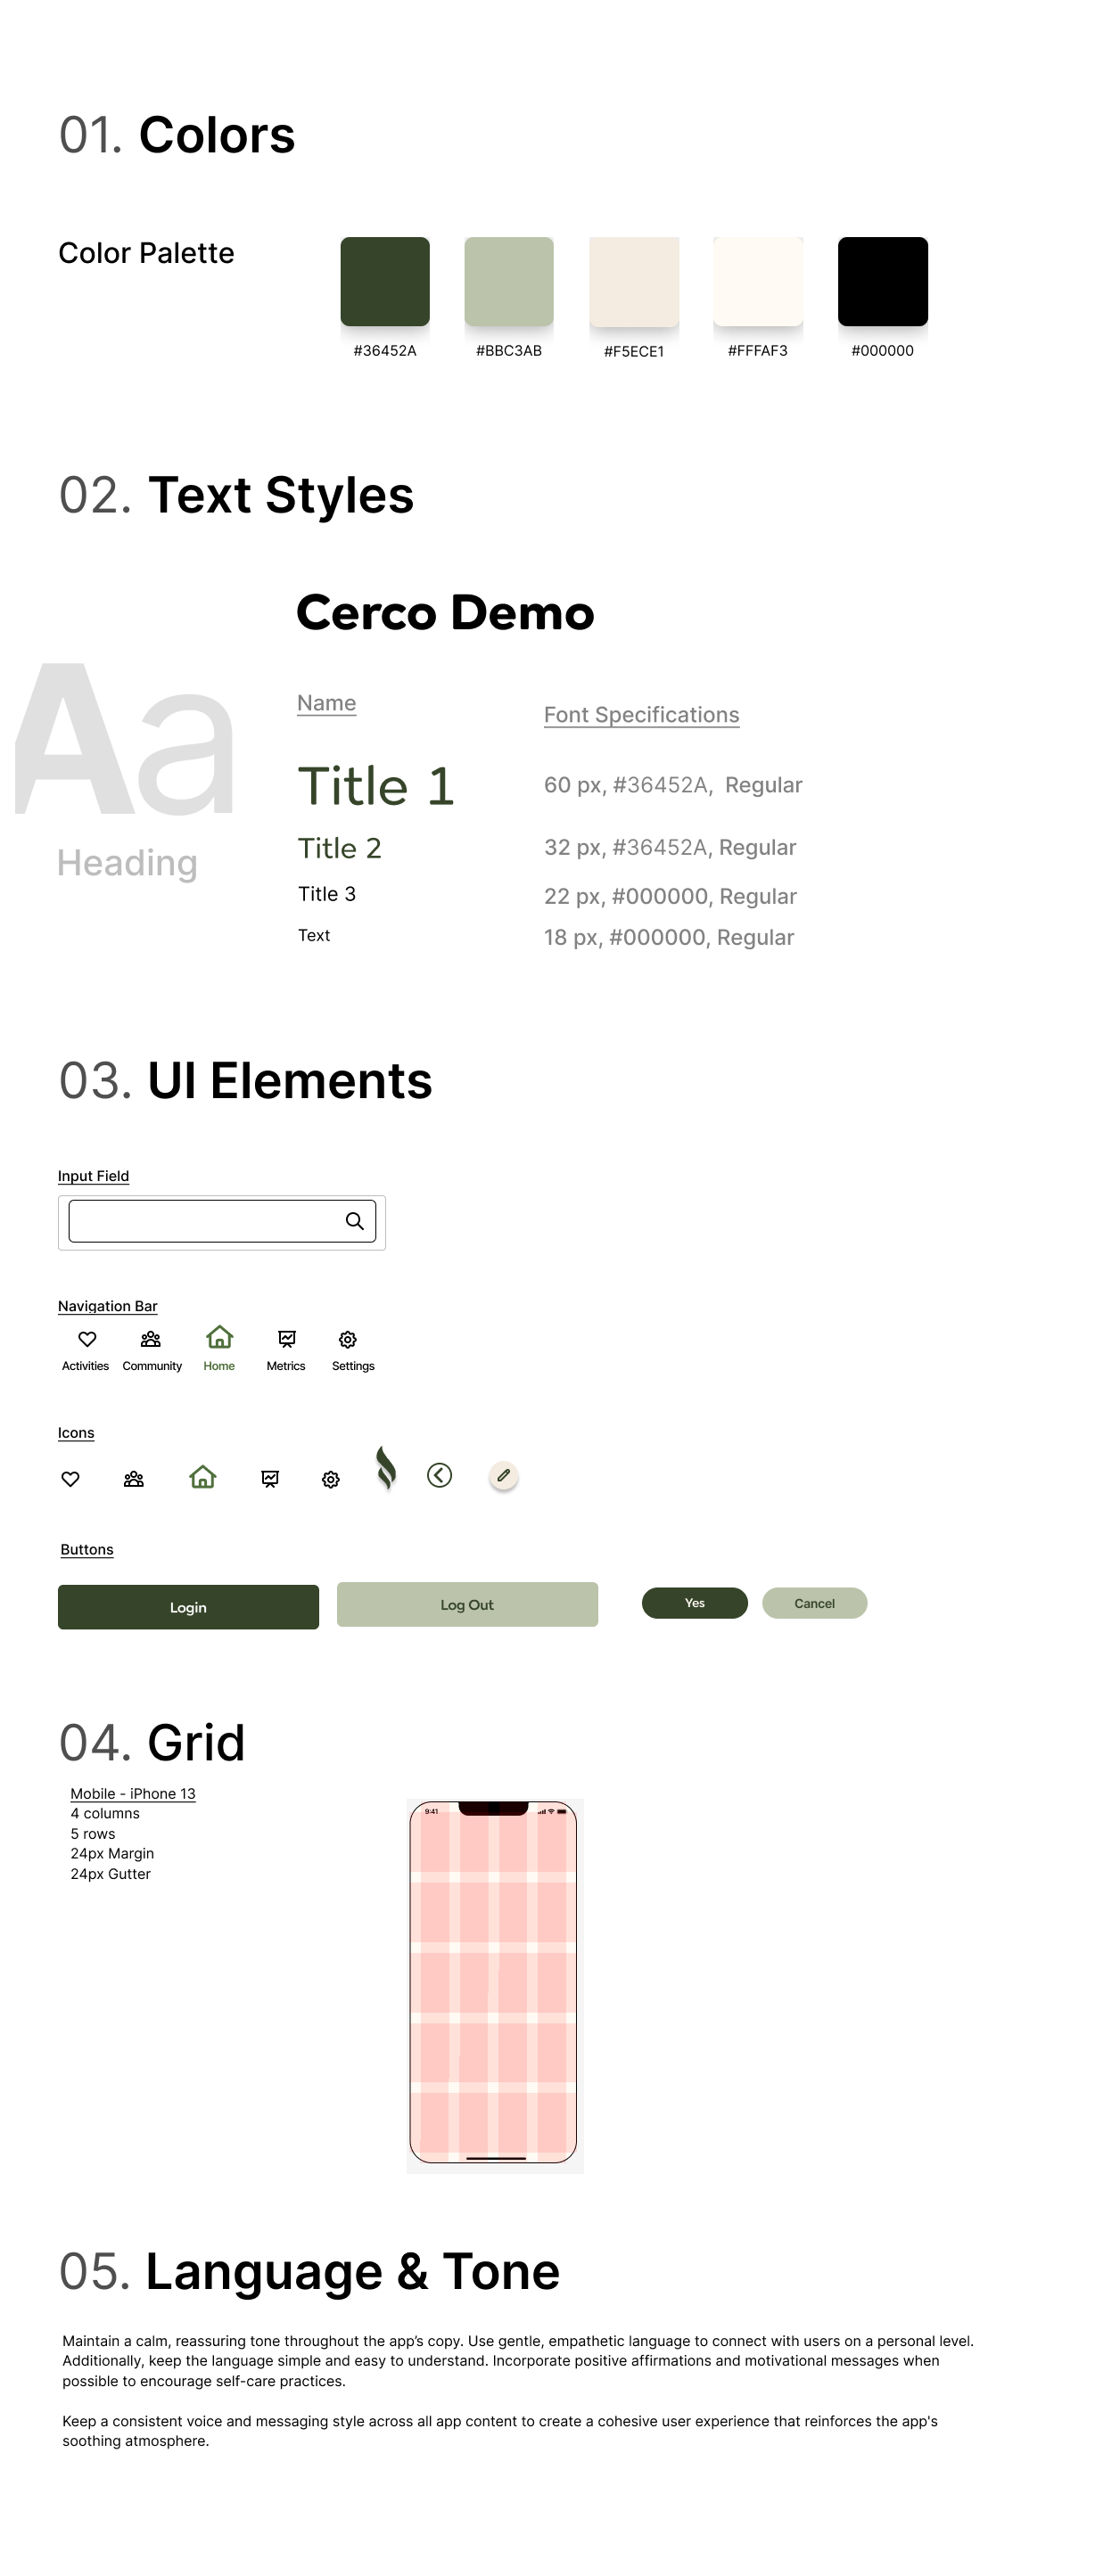 01. Colors
Color Palette
#36452A
#BBC3AB
#F5ECE1
#FFFAF3
#000000
02. Text Styles
Cerco Demo
Aa
Heading
Name
Font Specifications
Title 1
60 px, #36452A, Regular
Title 2
32 px, #36452A, Regular
Title 3
22 px, #000000, Regular
Text
18 px, #000000, Regular
03. UI Elements
Input Field
Navigation Bar
Activities
Community
Home
Metrics
Settings
Icons
Buttons
Login
Log Out
Yes
Cancel
04. Grid
Mobile - iPhone 13
4 columns
5 rows
24px Margin
24px Gutter
9:41
05. Language & Tone
Maintain a calm, reassuring tone throughout the app’s copy. Use gentle, empathetic language to connect with users on a personal level.
Additionally, keep the language simple and easy to understand. Incorporate positive affirmations and motivational messages when
possible to encourage self-care practices.
Keep a consistent voice and messaging style across all app content to create a cohesive user experience that reinforces the app's
soothing atmosphere.